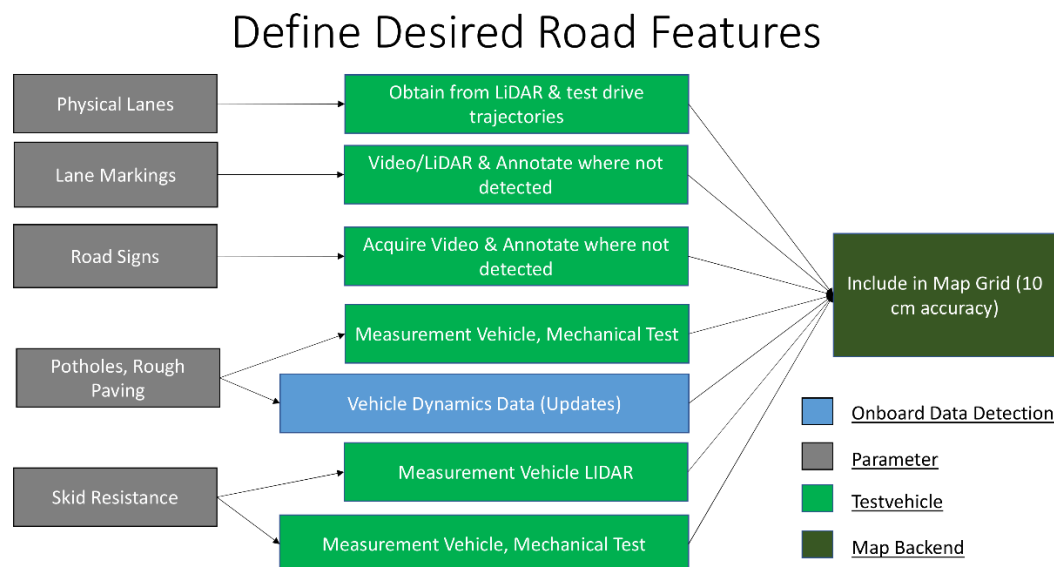 Define Desired Road Features
Physical Lanes
Obtain from LiDAR & test drive
trajectories
Lane Markings
Video/LiDAR & Annotate where not
detected
Road Signs
Acquire Video & Annotate where not
detected
Include in Map Grid (10
cm accuracy)
Potholes, Rough
Paving
Measurement Vehicle, Mechanical Test
Vehicle Dynamics Data (Updates)
Skid Resistance
Measurement Vehicle LIDAR
Measurement Vehicle, Mechanical Test
Onboard Data Detection
Parameter
Testvehicle
Map Backend